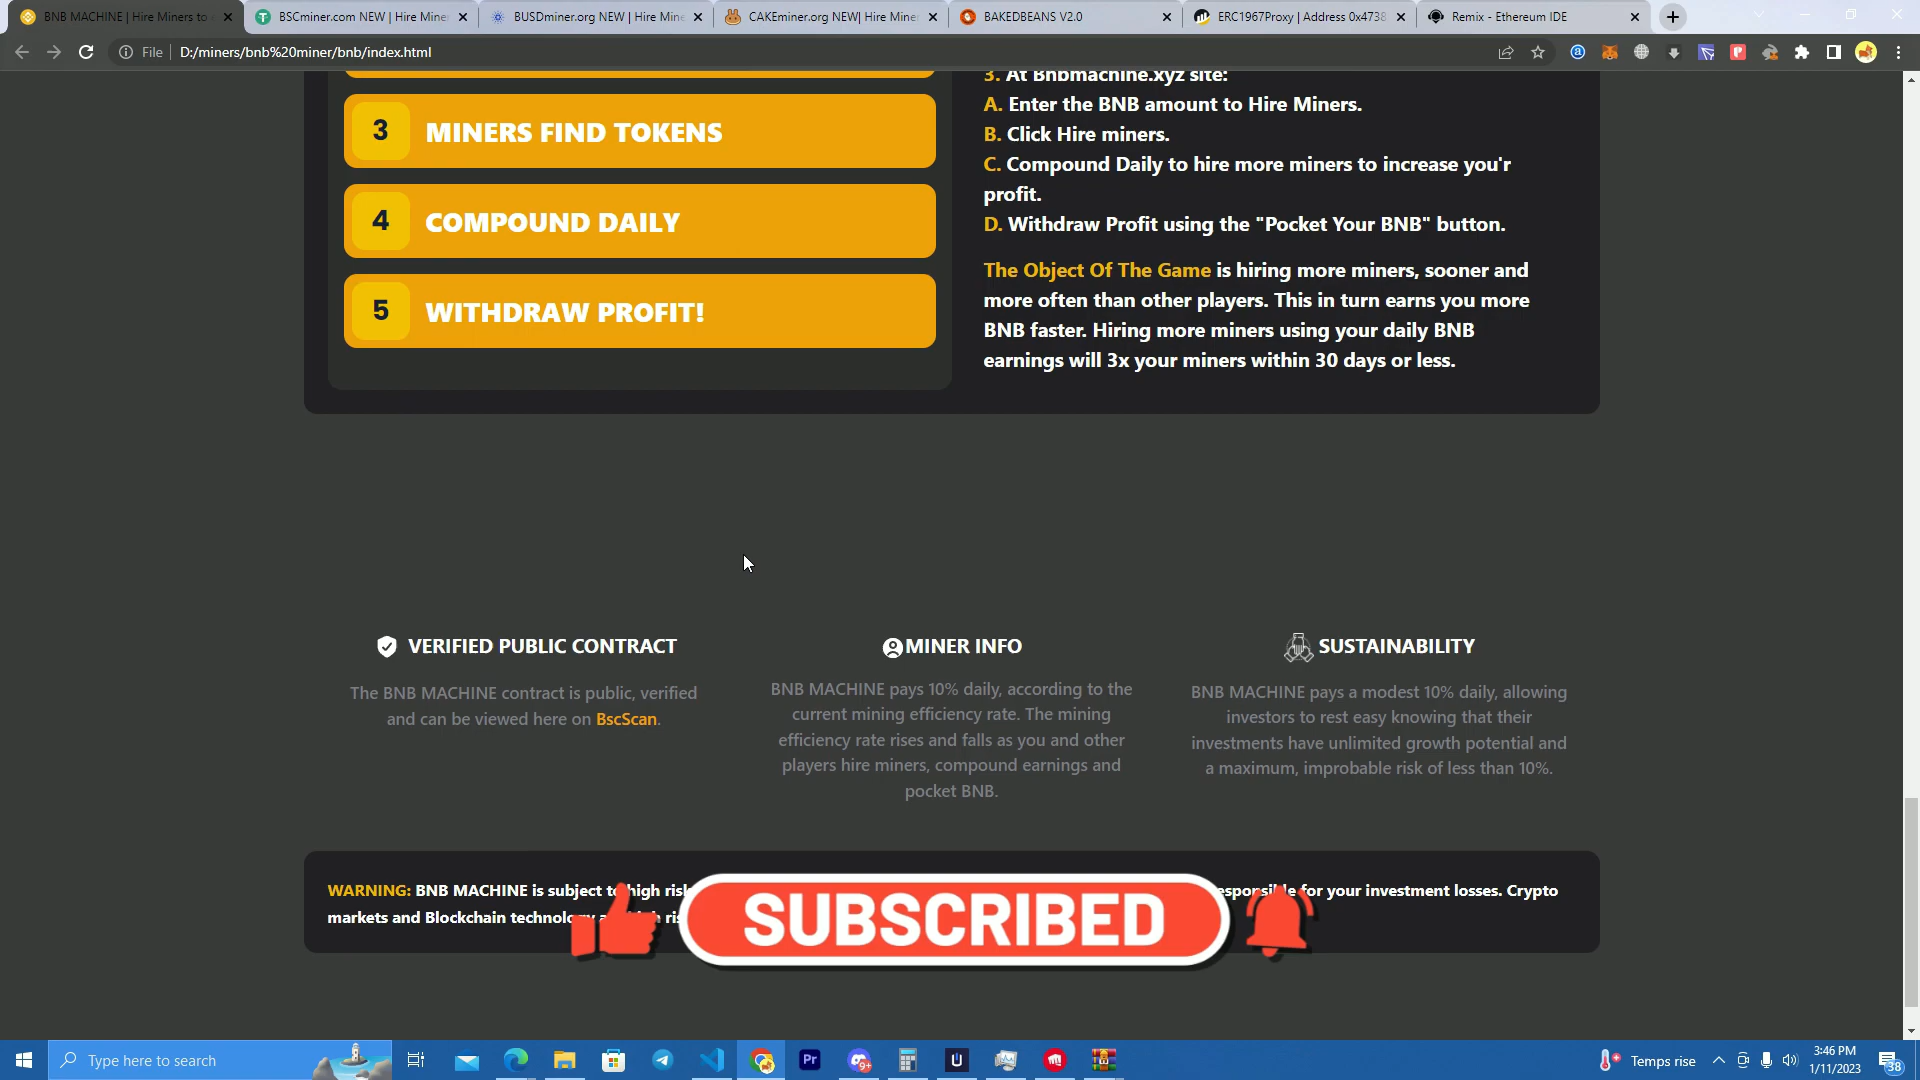 BNB MACHINE | Hire Miners to
BSCminer.com NEW | Hire Miner
BUSDminer.org NEW | Hire Mine
CAKEminer.org NEW| Hire Miner
BAKEDBEANS V2.0
ERC1967Proxy | Address 0x4738
Remix - Ethereum IDE
File
D:/miners/bnb%20miner/bnb/index.html
3 MINERS FIND TOKENS
4 COMPOUND DAILY
5 WITHDRAW PROFIT!
3. At Bnbmachine.xyz site:
A. Enter the BNB amount to Hire Miners.
B. Click Hire miners.
C. Compound Daily to hire more miners to increase you'r
profit.
D. Withdraw Profit using the "Pocket Your BNB" button.
The Object Of The Game is hiring more miners, sooner and
more often than other players. This in turn earns you more
BNB faster. Hiring more miners using your daily BNB
earnings will 3x your miners within 30 days or less.
VERIFIED PUBLIC CONTRACT
The BNB MACHINE contract is public, verified
and can be viewed here on BscScan.
MINER INFO
BNB MACHINE pays 10% daily, according to the
current mining efficiency rate. The mining
efficiency rate rises and falls as you and other
players hire miners, compound earnings and
pocket BNB.
SUSTAINABILITY
BNB MACHINE pays a modest 10% daily, allowing
investors to rest easy knowing that their
investments have unlimited growth potential and
a maximum, improbable risk of less than 10%.
WARNING: BNB MACHINE is subject to high risk for your investment losses. Crypto
markets and Blockchain technology
SUBSCRIBED
Type here to search
Pr
9+
Temps rise
3:46 PM
1/11/2023
38